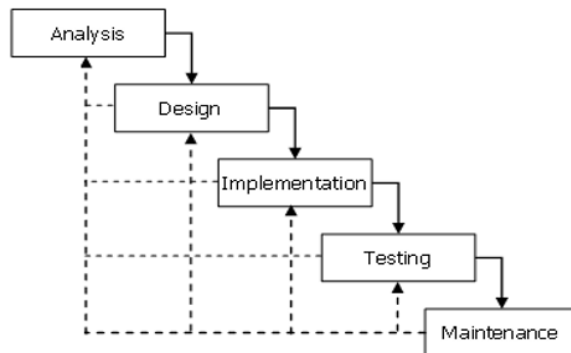 Analysis
Design
Implementation
Testing
Maintenance